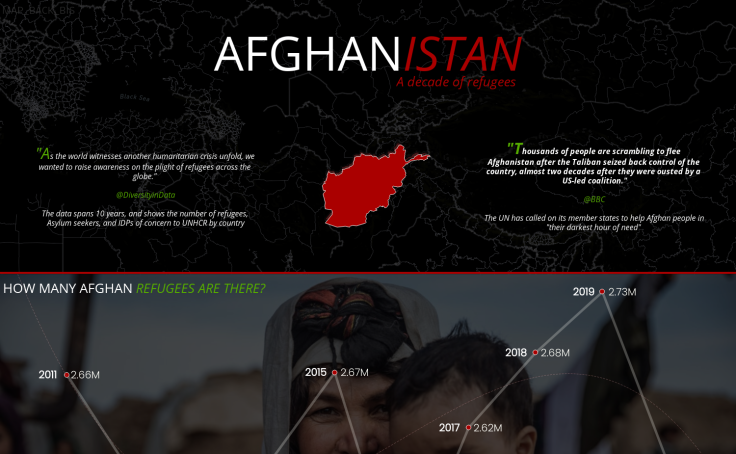 MAP_BACK_BIG
AFGHANISTAN
A decade of refugees
Black Sea
"As the world witnesses another humanitarian crisis unfold, we
wanted to raise awareness on the plight of refugees across the
globe."
@DiversityInData
The data spans 10 years, and shows the number of refugees,
Asylum seekers, and IDPs of concern to UNHCR by country
"Thousands of people are scrambling to flee
Afghanistan after the Taliban seized back control of the
country, almost two decades after they were ousted by a
US-led coalition."
@BBC
The UN has called on its member states to help Afghan people in
"their darkest hour of need"
HOW MANY AFGHAN REFUGEES ARE THERE?
2019 2.73M
2018 2.68M
2015 2.67M
2011 2.66M
2017 2.62M